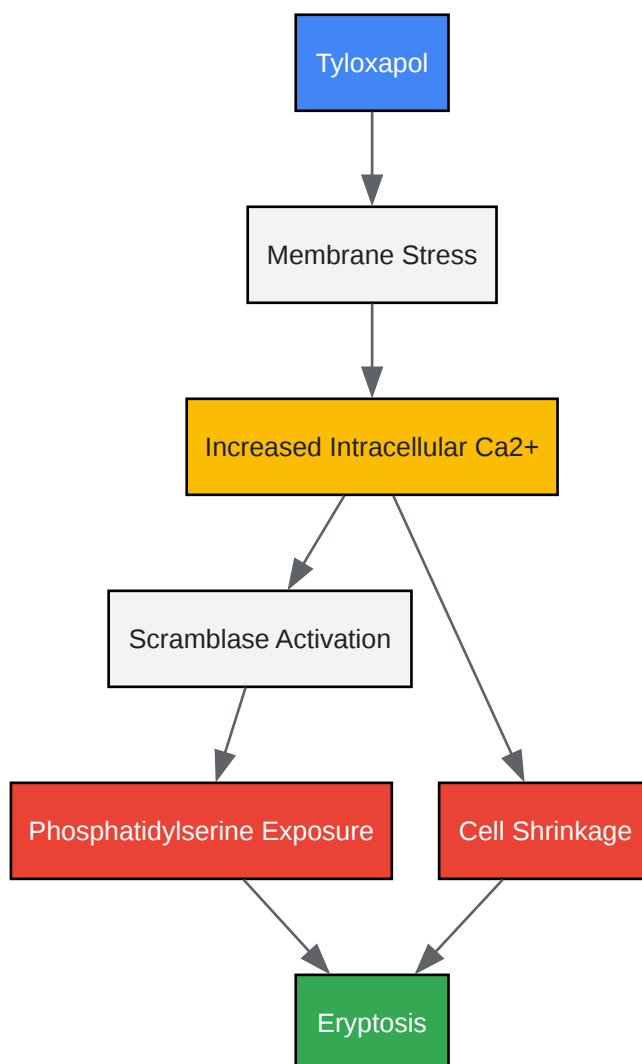 Tyloxapol
Membrane Stress
Increased Intracellular Ca2+
Scramblase Activation
Phosphatidylserine Exposure
Cell Shrinkage
Eryptosis